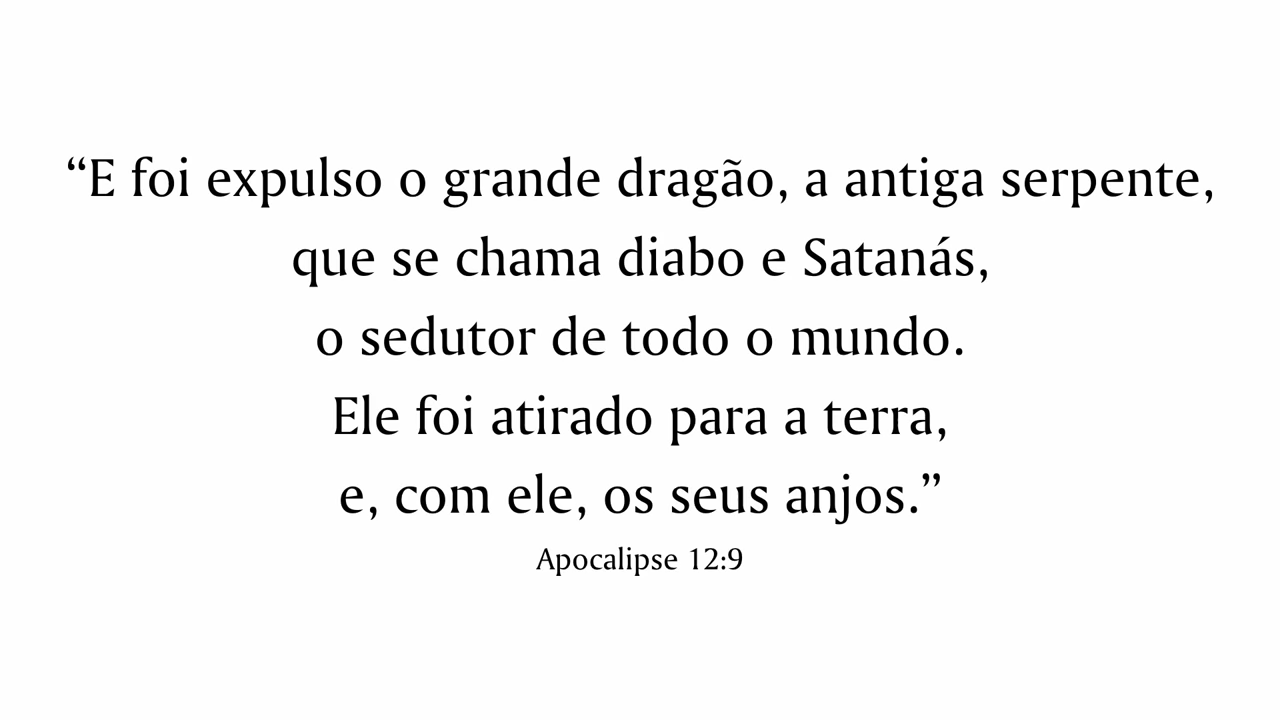 “E foi expulso o grande dragão, a antiga serpente,
que se chama diabo e Satanás,
o sedutor de todo o mundo.
Ele foi atirado para a terra,
e, com ele, os seus anjos.”
Apocalipse 12:9